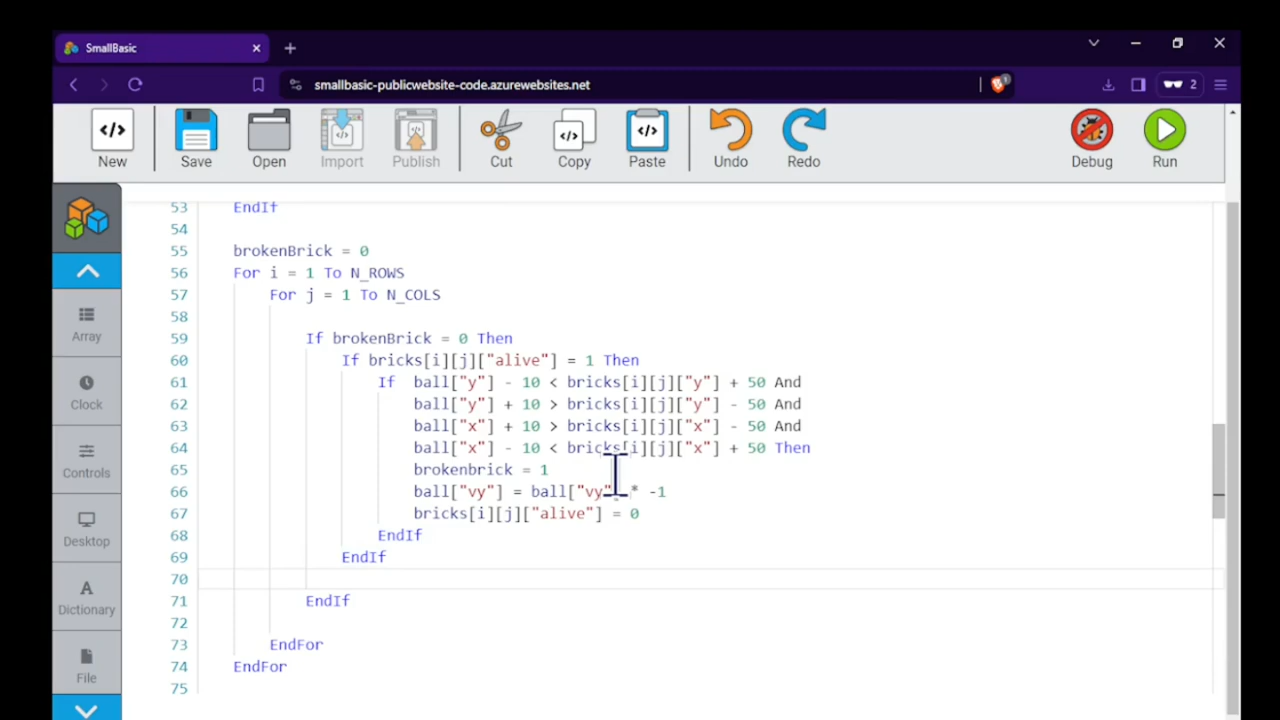 SmallBasic
smallbasic-publicwebsite-code.azurewebsites.net
1
2
New
Save
Open
Import
Publish
Cut
Copy
Paste
Undo
Redo
Debug
Run
Array
Clock
Controls
Desktop
Dictionary
File
53 EndIf
54
55 brokenBrick = 0
56 For i = 1 To N_ROWS
57 For j = 1 To N_COLS
58
59 If brokenBrick = 0 Then
60 If bricks[i][j]["alive"] = 1 Then
61 If ball["y"] - 10 < bricks[i][j]["y"] + 50 And
62 ball["y"] + 10 > bricks[i][j]["y"] - 50 And
63 ball["x"] + 10 > bricks[i][j]["x"] - 50 And
64 ball["x"] - 10 < bricks[i][j]["x"] + 50 Then
65 brokenbrick = 1
66 ball["vy"] = ball["vy"] * -1
67 bricks[i][j]["alive"] = 0
68 EndIf
69 EndIf
70
71 EndIf
72
73 EndFor
74 EndFor
75